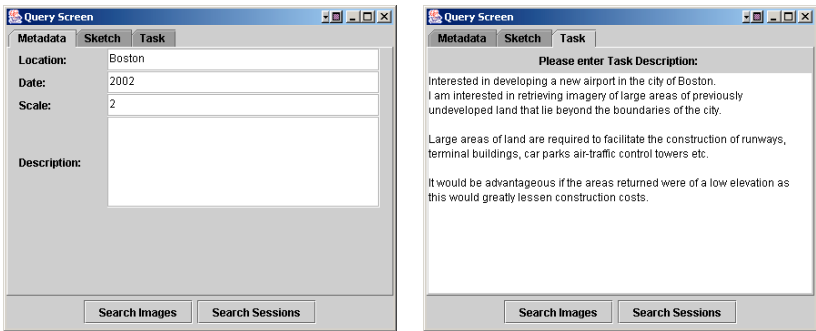 Query Screen
Metadata Sketch Task
Location: Boston
Date: 2002
Scale: 2
Description:
Search Images Search Sessions
Query Screen
Metadata Sketch Task
Please enter Task Description:
Interested in developing a new airport in the city of Boston.
I am interested in retrieving imagery of large areas of previously
undeveloped land that lie beyond the boundaries of the city.
Large areas of land are required to facilitate the construction of runways,
terminal buildings, car parks air-traffic control towers etc.
It would be advantageous if the areas returned were of a low elevation as
this would greatly lessen construction costs.
Search Images Search Sessions